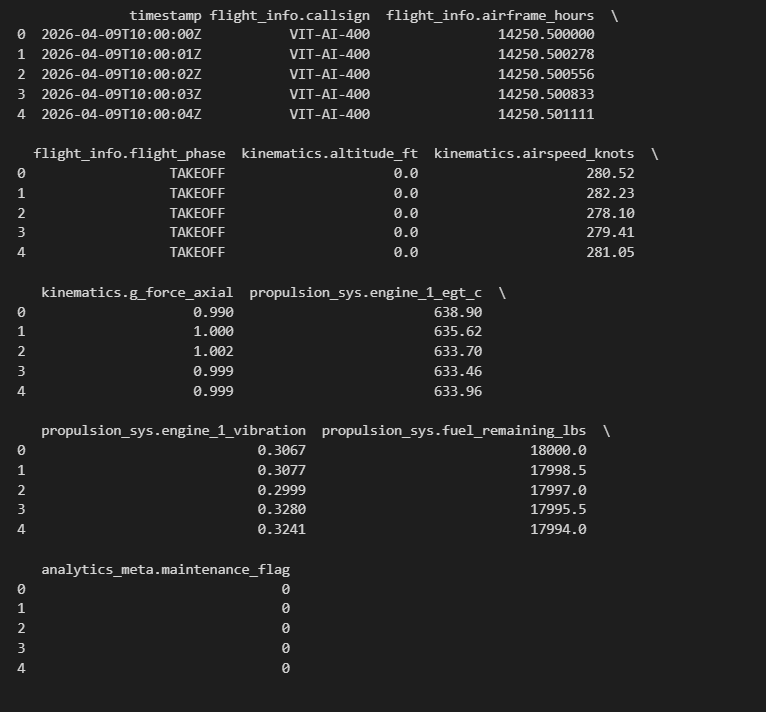 timestamp flight_info.callsign  flight_info.airframe_hours  \
0  2026-04-09T10:00:00Z           VIT-AI-400                14250.500000
1  2026-04-09T10:00:01Z           VIT-AI-400                14250.500278
2  2026-04-09T10:00:02Z           VIT-AI-400                14250.500556
3  2026-04-09T10:00:03Z           VIT-AI-400                14250.500833
4  2026-04-09T10:00:04Z           VIT-AI-400                14250.501111
  flight_info.flight_phase  kinematics.altitude_ft  kinematics.airspeed_knots  \
0                  TAKEOFF                     0.0                     280.52
1                  TAKEOFF                     0.0                     282.23
2                  TAKEOFF                     0.0                     278.10
3                  TAKEOFF                     0.0                     279.41
4                  TAKEOFF                     0.0                     281.05
   kinematics.g_force_axial  propulsion_sys.engine_1_egt_c  \
0                     0.990                         638.90
1                     1.000                         635.62
2                     1.002                         633.70
3                     0.999                         633.46
4                     0.999                         633.96
   propulsion_sys.engine_1_vibration  propulsion_sys.fuel_remaining_lbs  \
0                             0.3067                            18000.0
1                             0.3077                            17998.5
2                             0.2999                            17997.0
3                             0.3280                            17995.5
4                             0.3241                            17994.0
   analytics_meta.maintenance_flag
0                                0
1                                0
2                                0
3                                0
4                                0